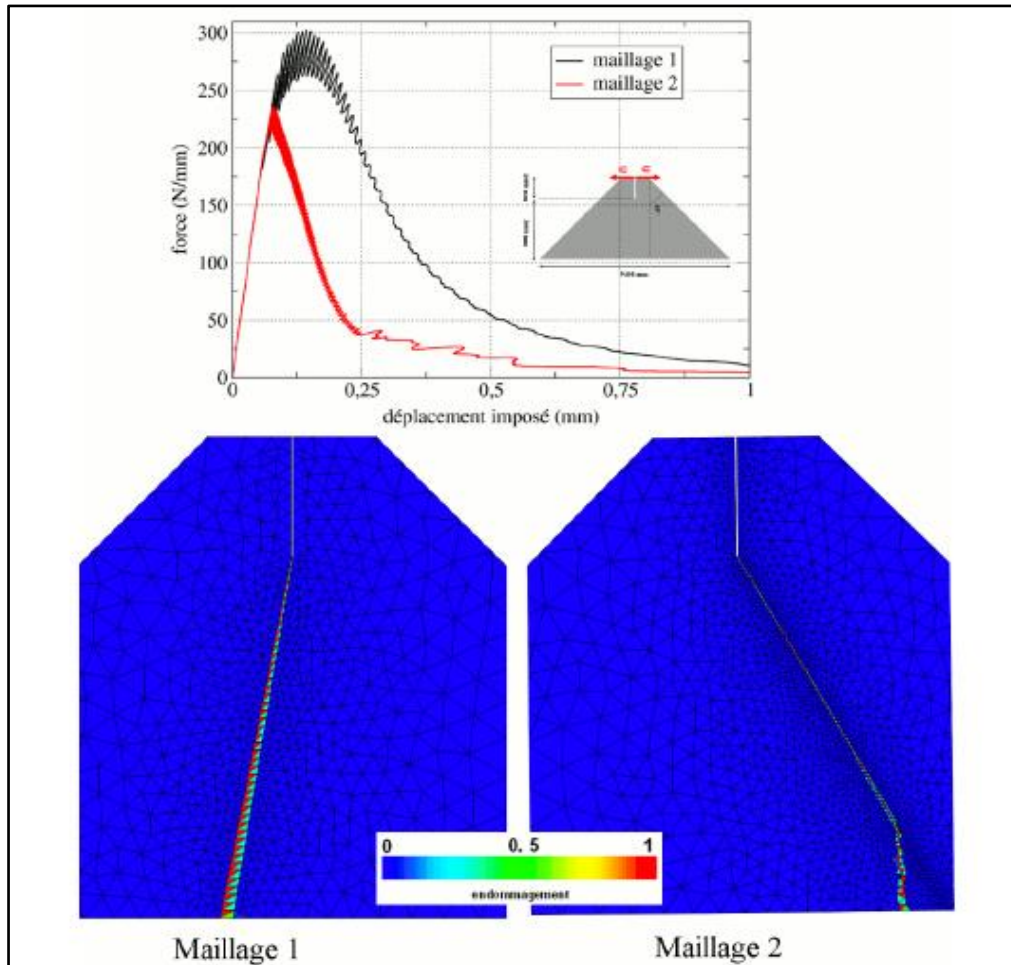 300
250
200
150
100
50
0
force (N/mm)
maillage 1
maillage 2
0
0,25
0,5
0,75
1
déplacement imposé (mm)
0
0. 5
1
endommagement
Maillage 1
Maillage 2